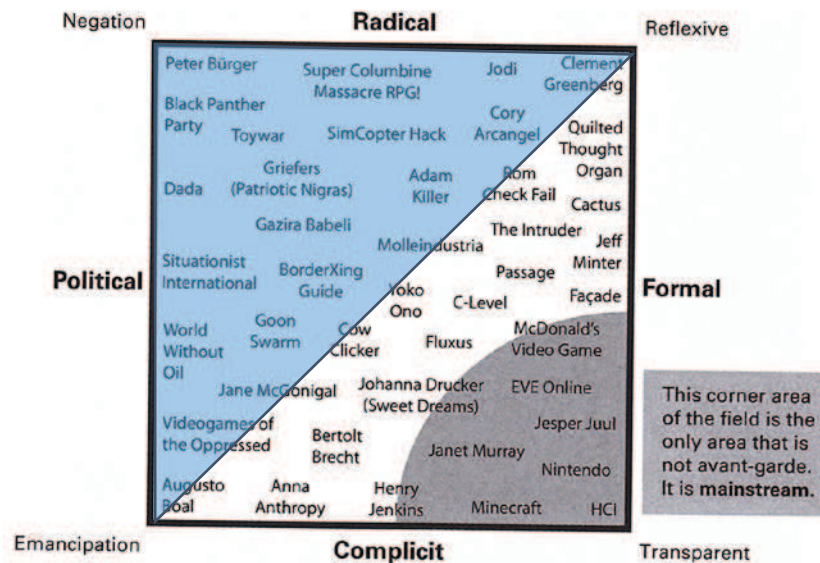 Negation
Radical
Reflexive
Peter Bürger
Super Columbine
Massacre RPG!
Jodi
Clement
Greenberg
Black Panther
Party
Toywar
SimCopter Hack
Cory
Arcangel
Quilted
Thought
Organ
Dada
Griefers
(Patriotic Nigras)
Adam
Killer
Rom
Check Fail
Cactus
Gazira Babeli
Molleindustria
The Intruder
Jeff
Minter
Political
Situationist
International
BorderXing
Guide
Yoko
Ono
C-Level
Passage
Façade
Formal
World
Without
Oil
Goon
Swarm
Cow
Clicker
Fluxus
McDonald's
Video Game
Jane McGonigal
Johanna Drucker
(Sweet Dreams)
EVE Online
Videogames of
the Oppressed
Bertolt
Brecht
Janet Murray
Jesper Juul
Nintendo
Augusto
Boal
Anna
Anthropy
Henry
Jenkins
Minecraft
HCI
This corner area
of the field is the
only area that is
not avant-garde.
It is mainstream.
Emancipation
Complicit
Transparent